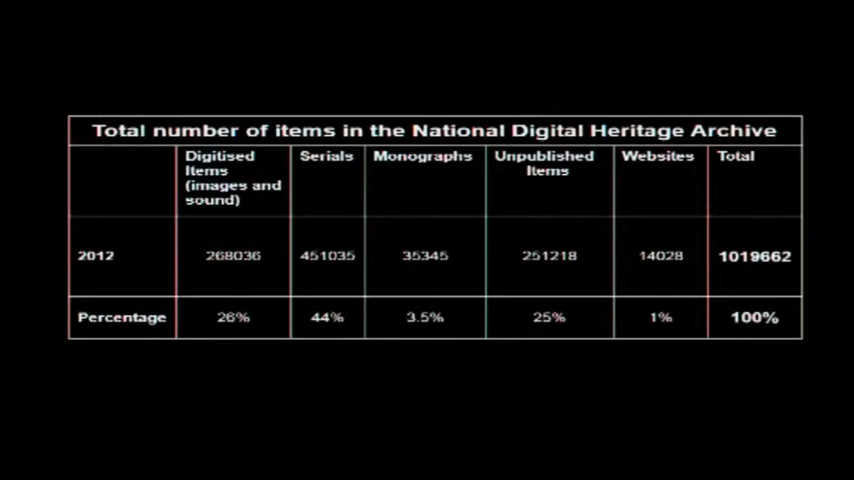 Total number of items in the National Digital Heritage Archive
Digitised Items (images and sound) Serials Monographs Unpublished Items Websites Total
2012 268036 451035 35345 251218 14028 1019662
Percentage 26% 44% 3.5% 25% 1% 100%